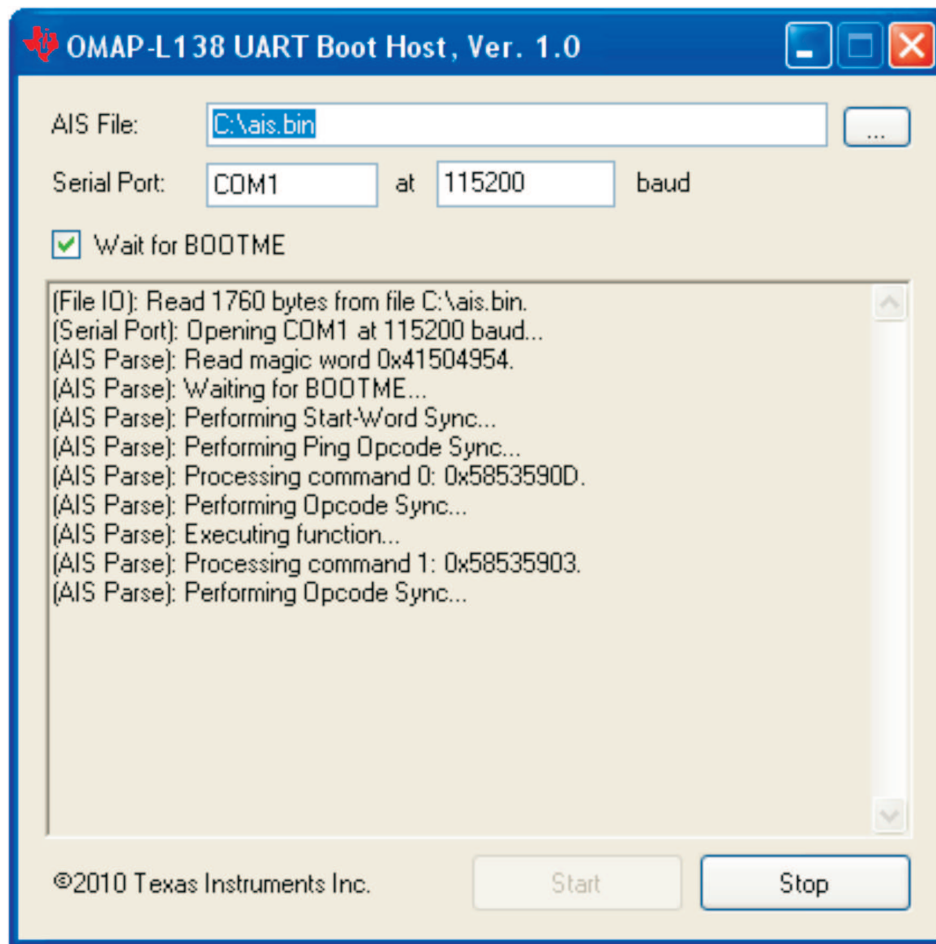 OMAP-L138 UART Boot Host, Ver. 1.0
AIS File: C:\ais.bin ...
Serial Port: COM1 at 115200 baud
Wait for BOOTME
(File IO): Read 1760 bytes from file C:\ais.bin.
(Serial Port): Opening COM1 at 115200 baud...
(AIS Parse): Read magic word 0x41504954.
(AIS Parse): Waiting for BOOTME...
(AIS Parse): Performing Start-Word Sync...
(AIS Parse): Performing Ping Opcode Sync...
(AIS Parse): Processing command 0: 0x5853590D.
(AIS Parse): Performing Opcode Sync...
(AIS Parse): Executing function...
(AIS Parse): Processing command 1: 0x58535903.
(AIS Parse): Performing Opcode Sync...
©2010 Texas Instruments Inc. Start Stop